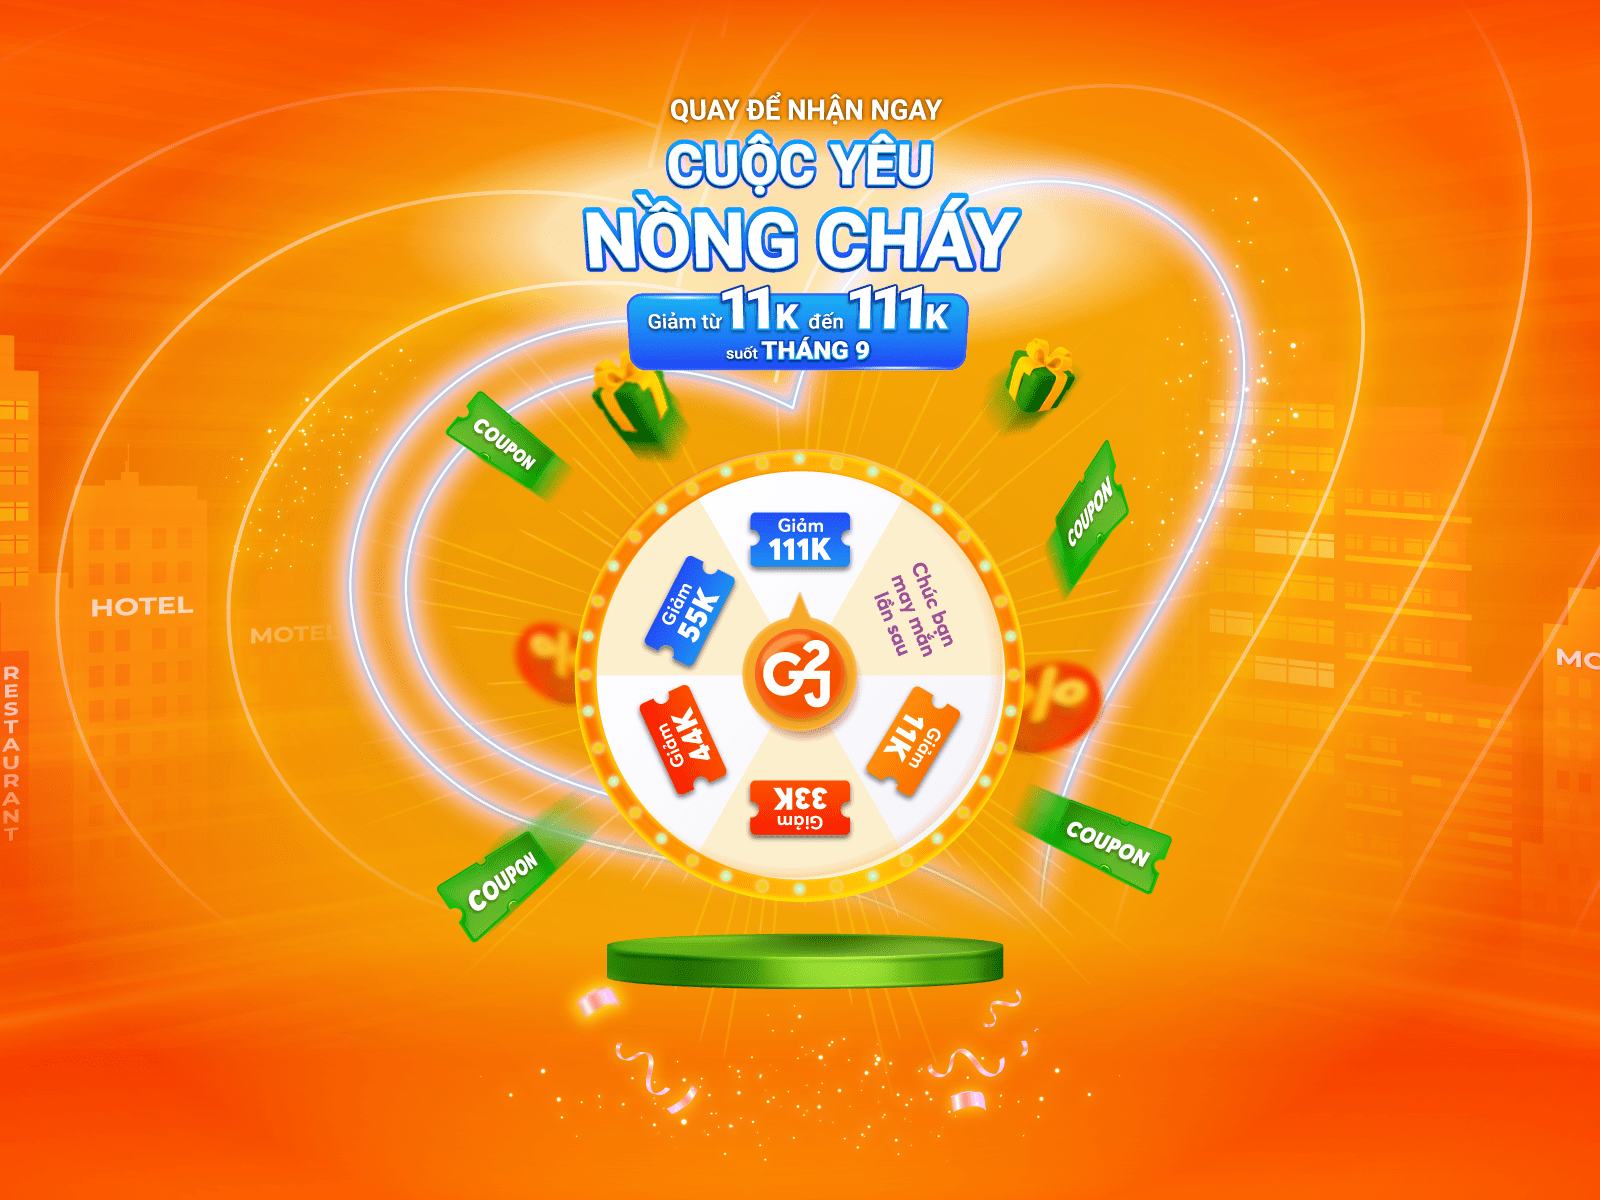 QUAY ĐỂ NHẬN NGAY
CUỘC YÊU
NỒNG CHÁY
Giảm từ 11K đến 111K
suốt THÁNG 9
COUPON
COUPON
Giảm
111K
Giảm
55K
Chúc bạn
may mắn
lần sau
HOTEL
MOTEL
%
G2J
%
MO
RESTAURANT
Giảm
44K
Giảm
11K
Giảm
33K
COUPON
COUPON